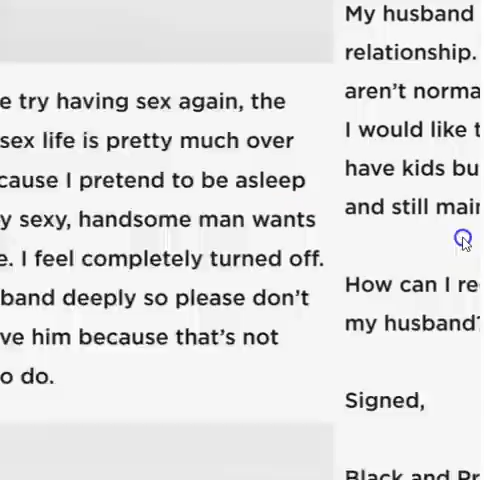 e try having sex again, the
sex life is pretty much over
cause I pretend to be asleep
y sexy, handsome man wants
e. I feel completely turned off.
band deeply so please don't
ve him because that's not
o do.
My husband
relationship.
aren't norma
I would like t
have kids bu
and still mai
How can I re
my husband?
Signed,
Black and Pr